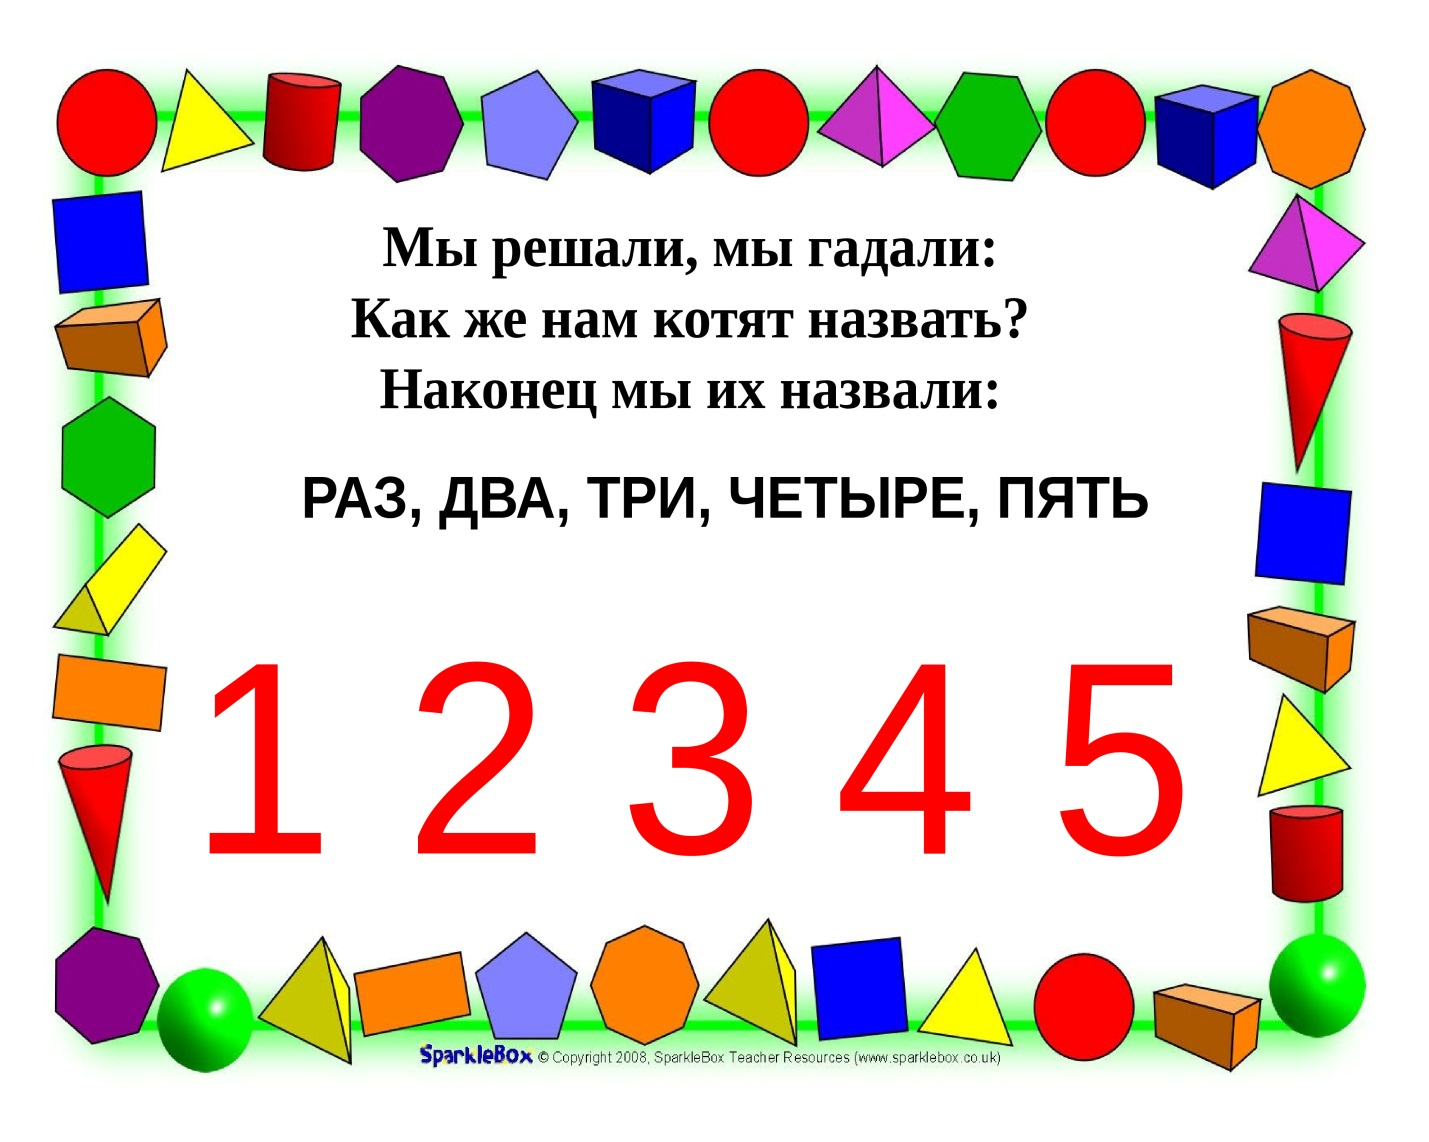 Мы решали, мы гадали:
Как же нам котят назвать?
Наконец мы их назвали:
РАЗ, ДВА, ТРИ, ЧЕТЫРЕ, ПЯТЬ
1 2 3 4 5
SparkleBox © Copyright 2008, SparkleBox Teacher Resources (www.sparklebox.co.uk)